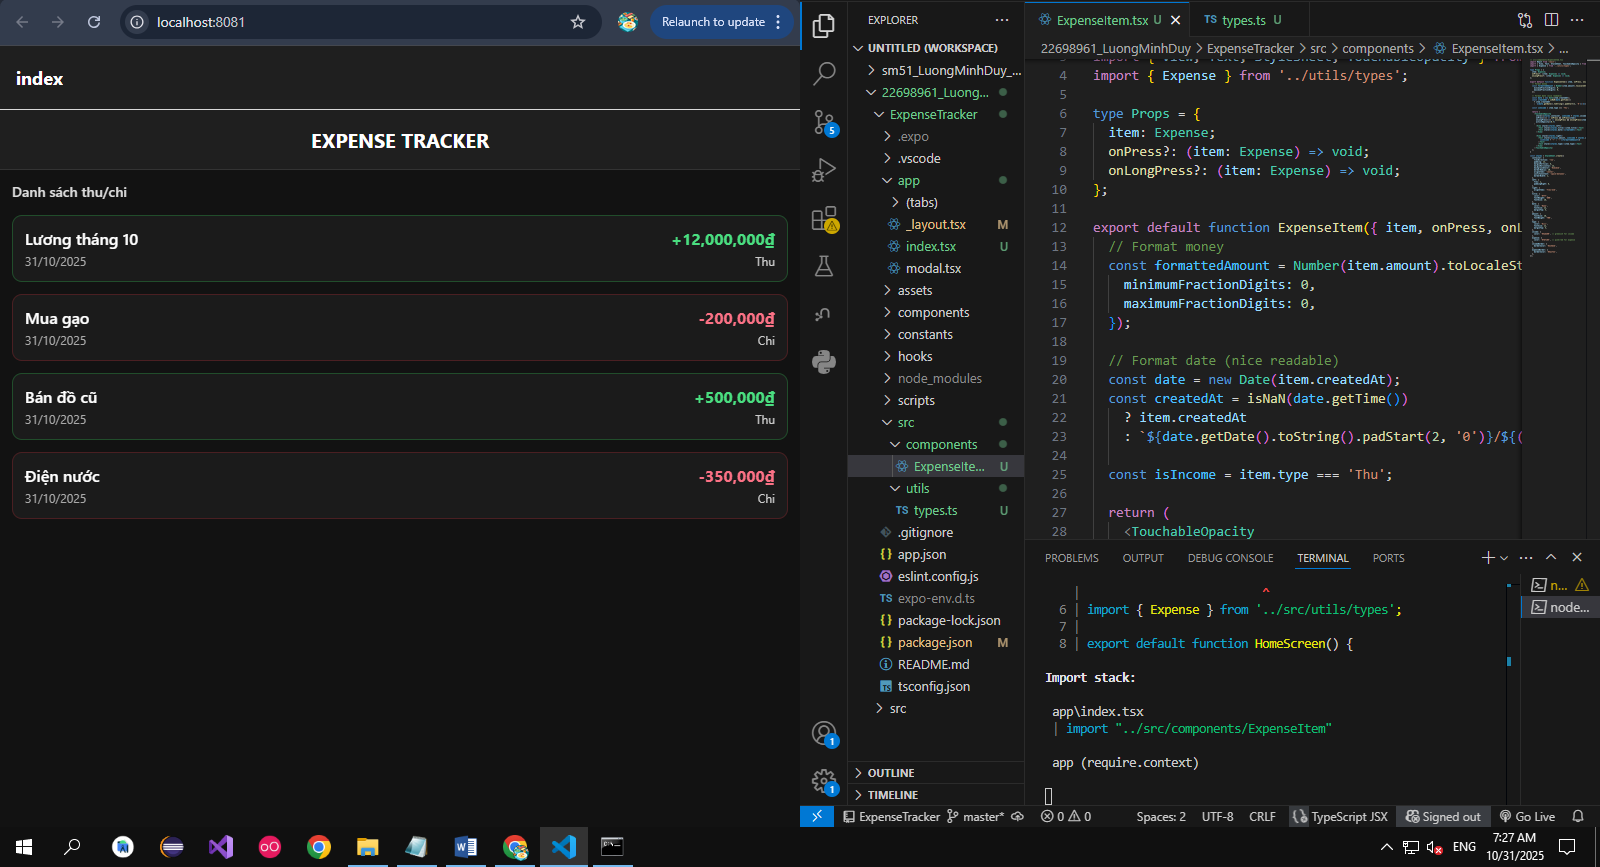 localhost:8081
Relaunch to update
index
EXPENSE TRACKER
Danh sách thu/chi
Lương tháng 10
+12,000,000₫
31/10/2025
Thu
Mua gạo
-200,000₫
31/10/2025
Chi
Bán đồ cũ
+500,000₫
31/10/2025
Thu
Điện nước
-350,000₫
31/10/2025
Chi
5
1
1
EXPLORER
UNTITLED (WORKSPACE)
sm51_LuongMinhDuy_...
22698961_Luong...
ExpenseTracker
.expo
.vscode
app
(tabs)
_layout.tsx M
index.tsx U
modal.tsx
assets
components
constants
hooks
node_modules
scripts
src
components
ExpenseIte... U
utils
TS types.ts U
.gitignore
{} app.json
eslint.config.js
TS expo-env.d.ts
{} package-lock.json
{} package.json M
README.md
tsconfig.json
src
OUTLINE
TIMELINE
ExpenseItem.tsx U
TS types.ts U
22698961_LuongMinhDuy > ExpenseTracker > src > components > ExpenseItem.tsx > ...
4 import { Expense } from '../utils/types';
5
6 type Props = {
7 item: Expense;
8 onPress?: (item: Expense) => void;
9 onLongPress?: (item: Expense) => void;
10 };
11
12 export default function ExpenseItem({ item, onPress, onL
13 // Format money
14 const formattedAmount = Number(item.amount).toLocaleSt
15 minimumFractionDigits: 0,
16 maximumFractionDigits: 0,
17 });
18
19 // Format date (nice readable)
20 const date = new Date(item.createdAt);
21 const createdAt = isNaN(date.getTime())
22 ? item.createdAt
23 : `${date.getDate().toString().padStart(2, '0')}/${(
24
25 const isIncome = item.type === 'Thu';
26
27 return (
28 <TouchableOpacity
PROBLEMS OUTPUT DEBUG CONSOLE TERMINAL PORTS
| ^
6 | import { Expense } from '../src/utils/types';
7 |
8 | export default function HomeScreen() {
Import stack:
app\index.tsx
| import "../src/components/ExpenseItem"
app (require.context)
n...
node...
ExpenseTracker master* 0 0 Spaces: 2 UTF-8 CRLF {} TypeScript JSX Signed out Go Live
ENG
7:27 AM
10/31/2025